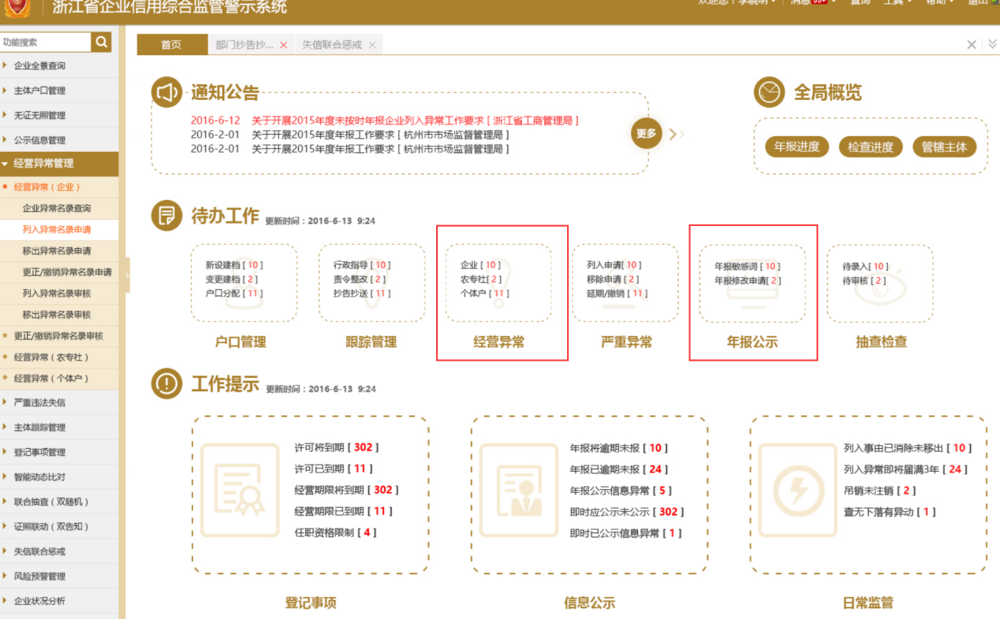 浙江省企业信用综合监管警示系统
欢迎您！李晓明 消息 99+ 查询 工具 帮助 退出
功能搜索
首页 部门抄告抄... 失信联合惩戒
企业全景查询
主体户口管理
无证无照管理
公示信息管理
经营异常管理
经营异常（企业）
企业异常名录查询
列入异常名录申请
移出异常名录申请
更正/撤销异常名录申请
列入异常名录审核
移出异常名录审核
更正/撤销异常名录审核
经营异常（农专社）
经营异常（个体户）
严重违法失信
主体跟踪管理
登记事项管理
智能动态比对
联合抽查（双随机）
证照联动（双告知）
失信联合惩戒
风险预警管理
企业状况分析
通知公告
2016-6-12 关于开展2015年度未按时年报企业列入异常工作要求 [ 浙江省工商管理局 ]
2016-2-01 关于开展2015年度年报工作要求 [ 杭州市市场监督管理局 ]
2016-2-01 关于开展2015年度年报工作要求 [ 杭州市市场监督管理局 ]
更多
全局概览
年报进度 检查进度 管辖主体
待办工作 更新时间：2016-6-13 9:24
新设建档 [ 10 ]
变更建档 [ 2 ]
户口分配 [ 11 ]
户口管理
行政指导 [ 10 ]
责令整改 [ 2 ]
抄告抄送 [ 11 ]
跟踪管理
企业 [ 10 ]
农专社[ 2 ]
个体户 [ 11 ]
经营异常
列入申请[ 10 ]
移除申请 [ 2 ]
延期/撤销 [ 11 ]
严重异常
年报敏感词 [ 10 ]
年报修改申请[ 2 ]
年报公示
待录入[ 10 ]
待审核 [ 2 ]
抽查检查
工作提示 更新时间：2016-6-13 9:24
许可将到期 [ 302 ]
许可已到期 [ 11 ]
经营期限将到期 [ 302 ]
经营期限已到期 [ 11 ]
任职资格限制 [ 4 ]
登记事项
年报将逾期未报 [ 10 ]
年报已逾期未报 [ 24 ]
年报公示信息异常 [ 5 ]
即时应公示未公示 [ 302 ]
即时已公示信息异常 [ 1 ]
信息公示
列入事由已消除未移出 [ 10 ]
列入异常即将届满3年 [ 24 ]
吊销未注销 [ 2 ]
查无下落有异动 [ 1 ]
日常监管